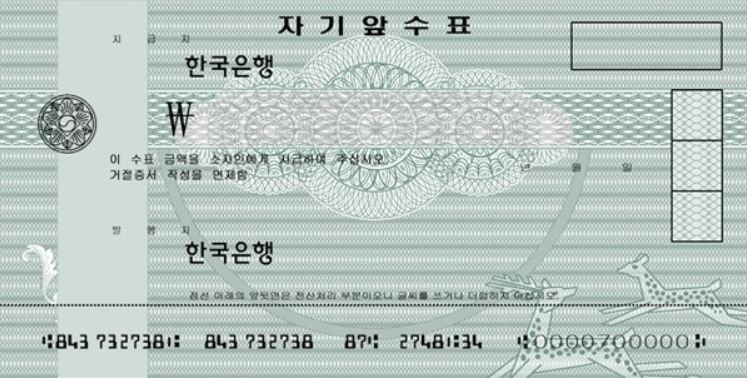 자기앞수표
지 급 지
한국은행
₩
이 수표 금액을 소지인에게 지급하여 주십시오.
거절증서 작성을 면제함
년 월 일
발 행 지
한국은행
점선 아래의 앞뒷면은 전산처리 부분이오니 글씨를 쓰거나 더럽히지 마십시오.
⑆843 732738⑆ 843 732738 87⑆ 2748⑆34 ⑆0000700000⑆